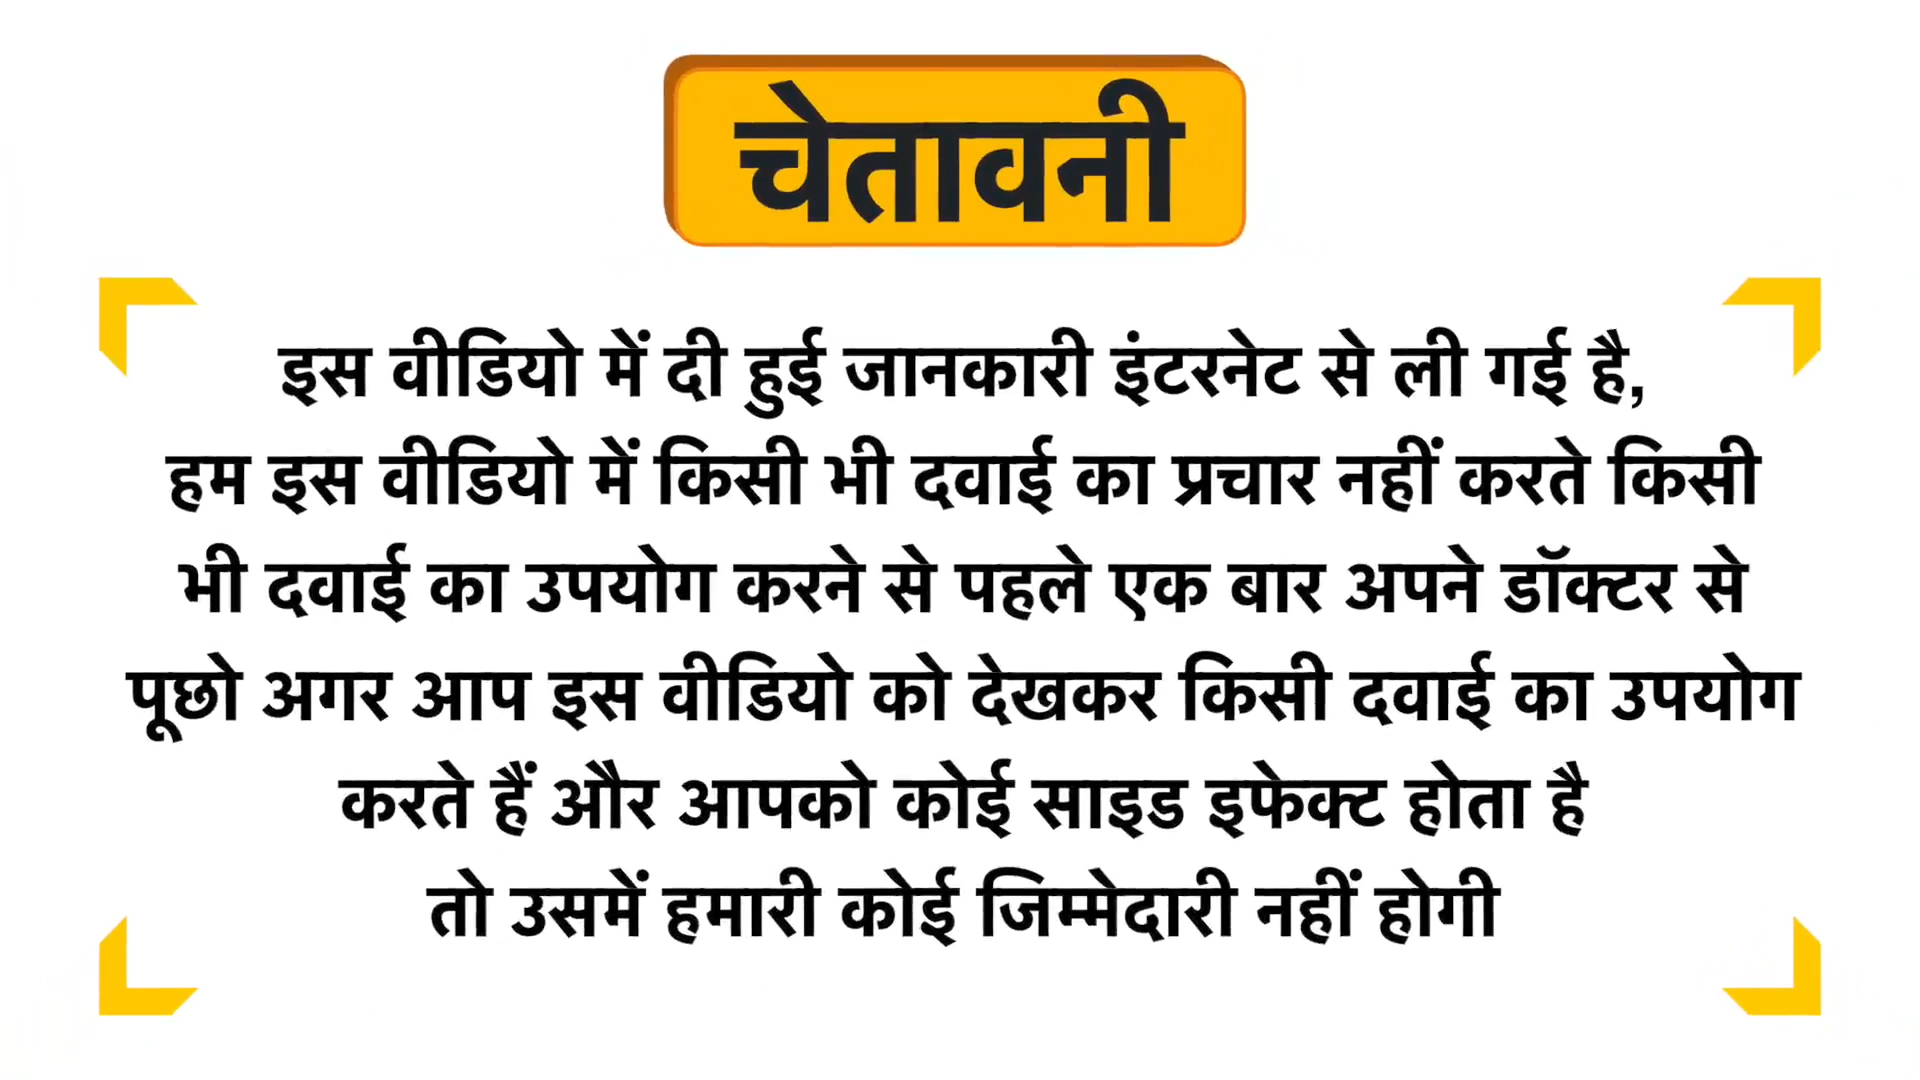 चेतावनी
इस वीडियो में दी हुई जानकारी इंटरनेट से ली गई है,
हम इस वीडियो में किसी भी दवाई का प्रचार नहीं करते किसी
भी दवाई का उपयोग करने से पहले एक बार अपने डॉक्टर से
पूछो अगर आप इस वीडियो को देखकर किसी दवाई का उपयोग
करते हैं और आपको कोई साइड इफेक्ट होता है
तो उसमें हमारी कोई जिम्मेदारी नहीं होगी